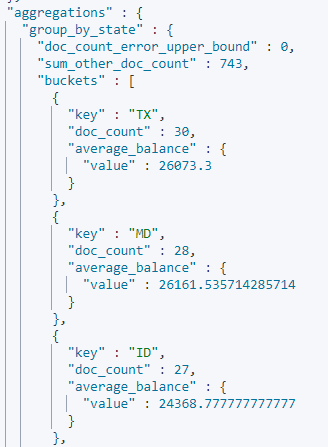 "aggregations" : {
"group_by_state" : {
"doc_count_error_upper_bound" : 0,
"sum_other_doc_count" : 743,
"buckets" : [
{
"key" : "TX",
"doc_count" : 30,
"average_balance" : {
"value" : 26073.3
}
},
{
"key" : "MD",
"doc_count" : 28,
"average_balance" : {
"value" : 26161.535714285714
}
},
{
"key" : "ID",
"doc_count" : 27,
"average_balance" : {
"value" : 24368.777777777777
}
},